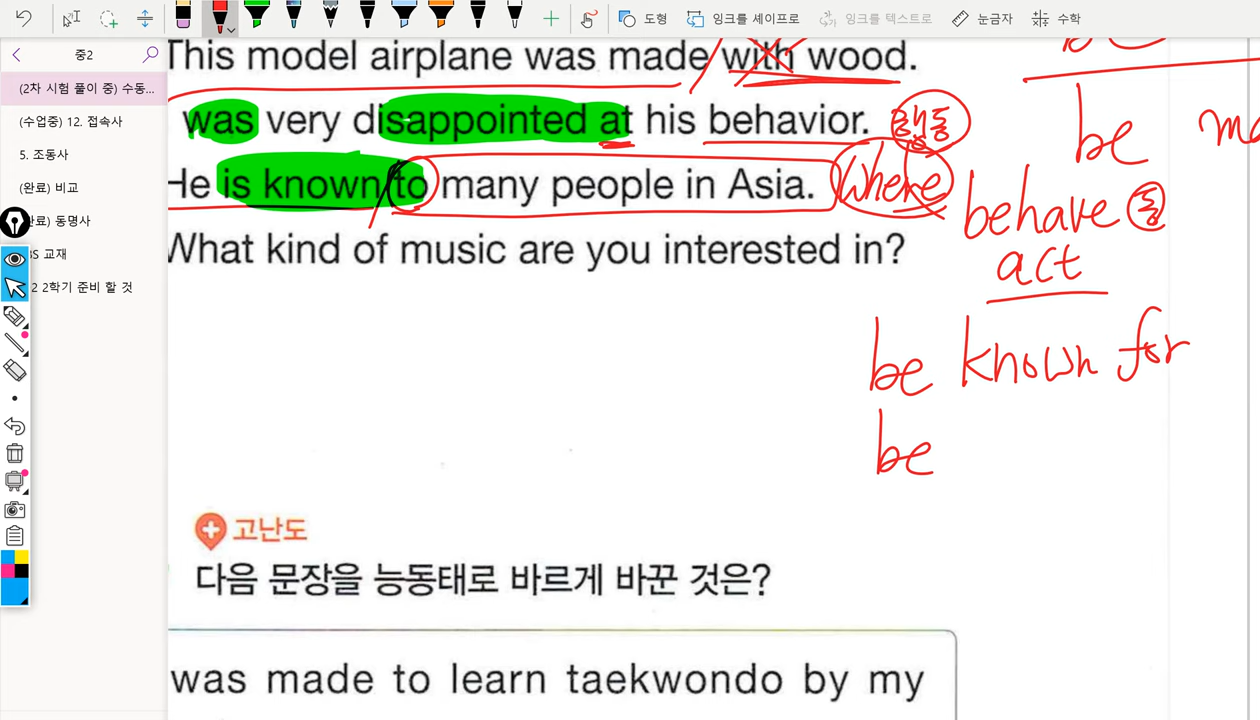 도형
잉크를 셰이프로
잉크를 텍스트로
눈금자
수학
중2
(2차 시험 풀이 중) 수동...
(수업중) 12. 접속사
5. 조동사
(완료) 비교
동명사
교재
2학기 준비 할 것
This model airplane was made with wood.
was very disappointed at his behavior. 행동
He is known to many people in Asia. Where
What kind of music are you interested in?
be
be
behave 동
act
be known for
be
고난도
다음 문장을 능동태로 바르게 바꾼 것은?
was made to learn taekwondo by my